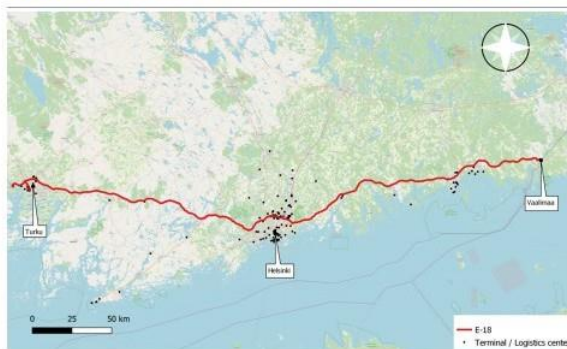 Turku
Helsinki
Vaalimaa
0 25 50 km
E-18
Terminal / Logistics cente